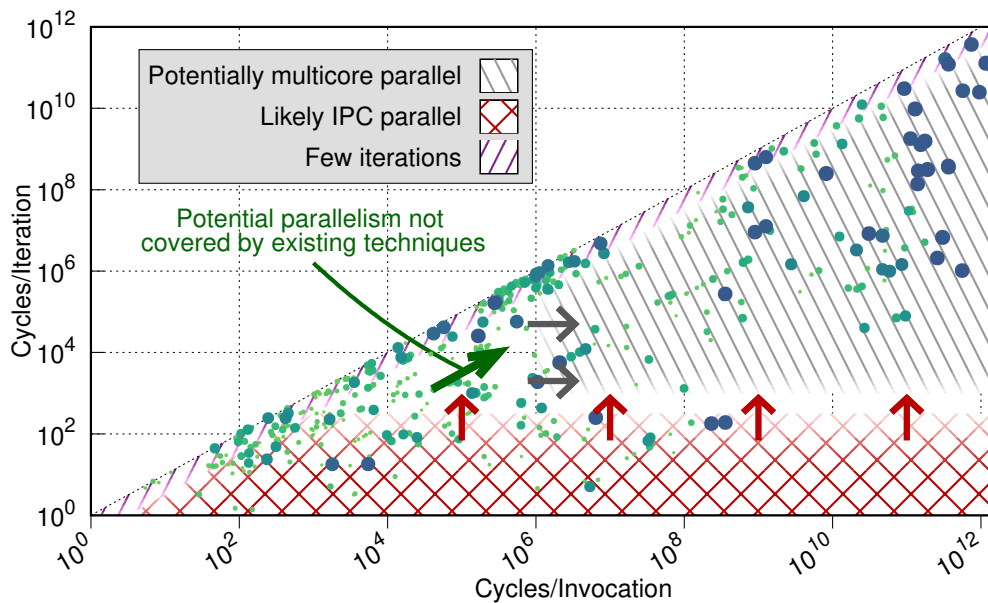 10^12
10^10
10^8
10^6
10^4
10^2
10^0
Cycles/Iteration
Potentially multicore parallel
Likely IPC parallel
Few iterations
Potential parallelism not
covered by existing techniques
10^0
10^2
10^4
10^6
10^8
10^10
10^12
Cycles/Invocation